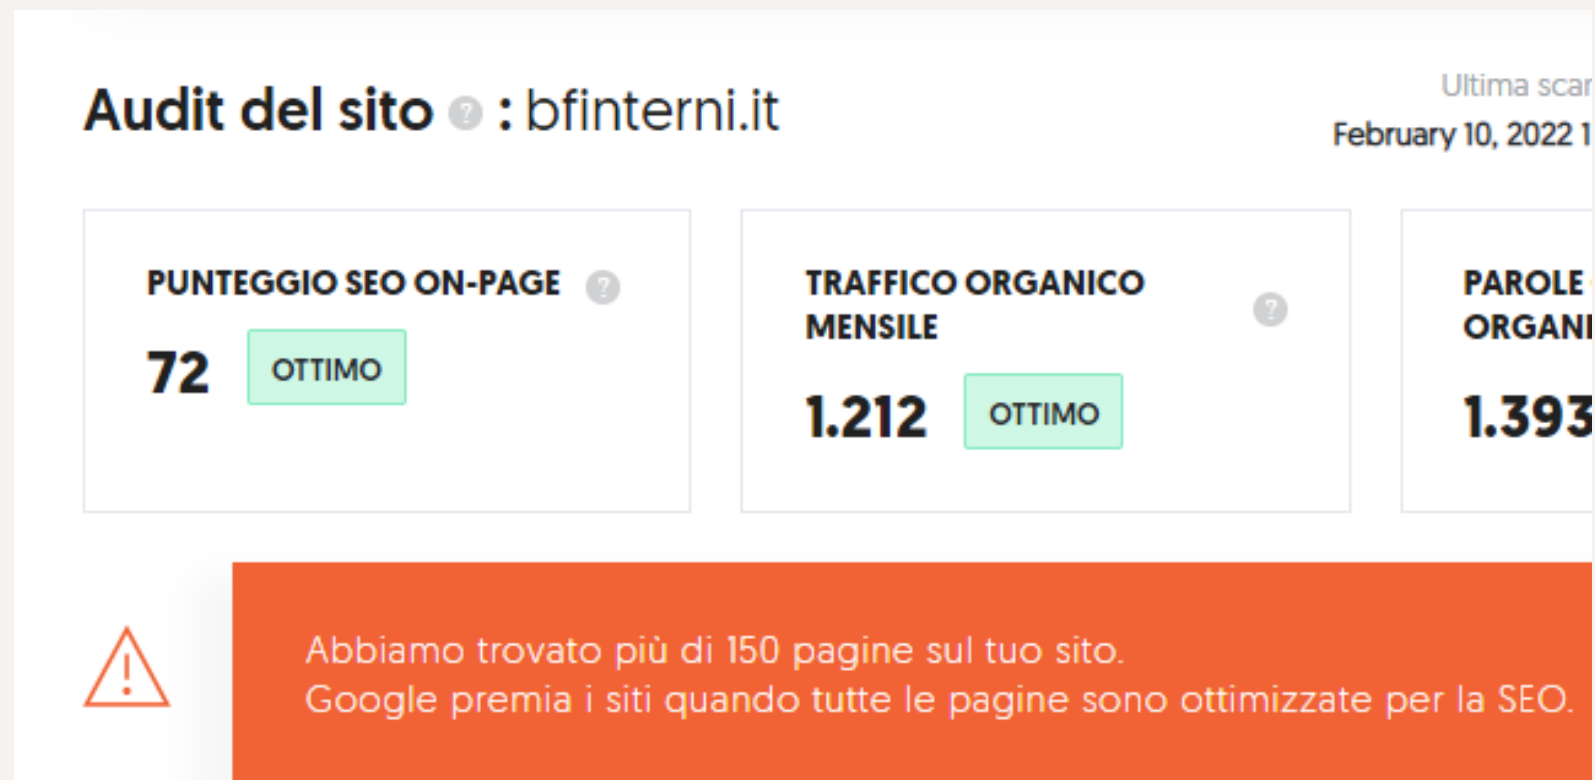 Audit del sito ? : bfinterni.it
Ultima scan
February 10, 2022 1
PUNTEGGIO SEO ON-PAGE ?
72 OTTIMO
TRAFFICO ORGANICO ?
MENSILE
1.212 OTTIMO
PAROLE
ORGANI
1.393
Abbiamo trovato più di 150 pagine sul tuo sito.
Google premia i siti quando tutte le pagine sono ottimizzate per la SEO.